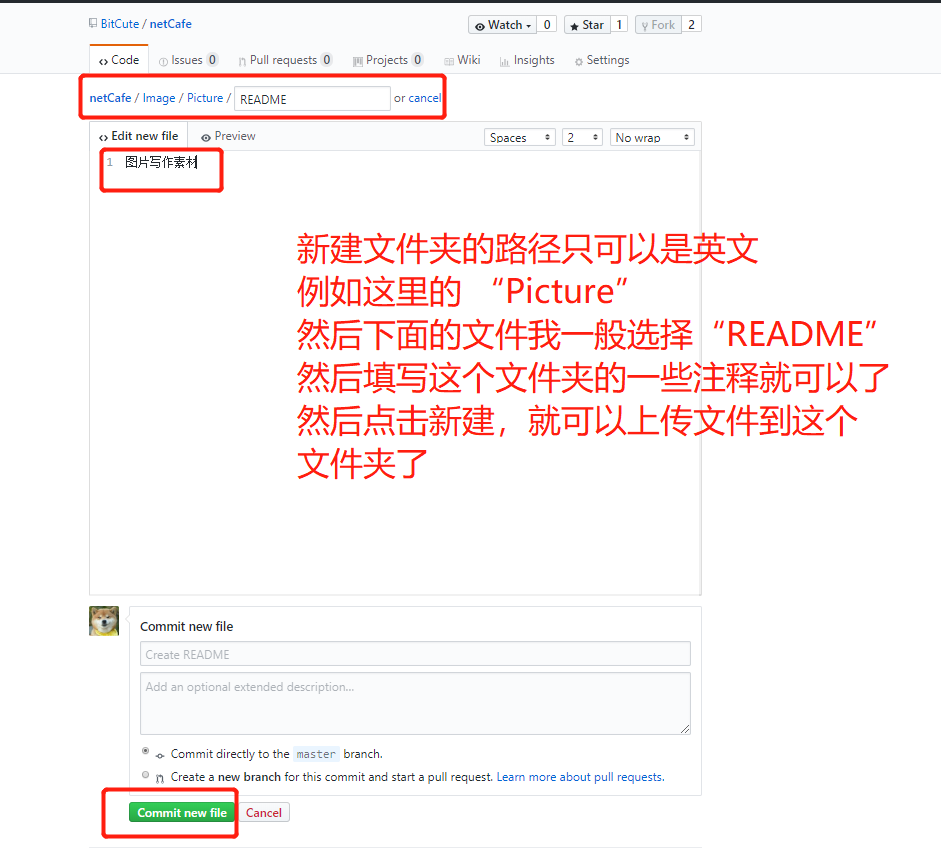 BitCute / netCafe
Watch 0 Star 1 Fork 2
Code Issues 0 Pull requests 0 Projects 0 Wiki Insights Settings
netCafe / Image / Picture / README or cancel
Edit new file Preview Spaces 2 No wrap
1 图片写作素材
新建文件夹的路径只可以是英文
例如这里的 “Picture”
然后下面的文件我一般选择“README”
然后填写这个文件夹的一些注释就可以了
然后点击新建，就可以上传文件到这个
文件夹了
Commit new file
Create README
Add an optional extended description...
Commit directly to the master branch.
Create a new branch for this commit and start a pull request. Learn more about pull requests.
Commit new file Cancel